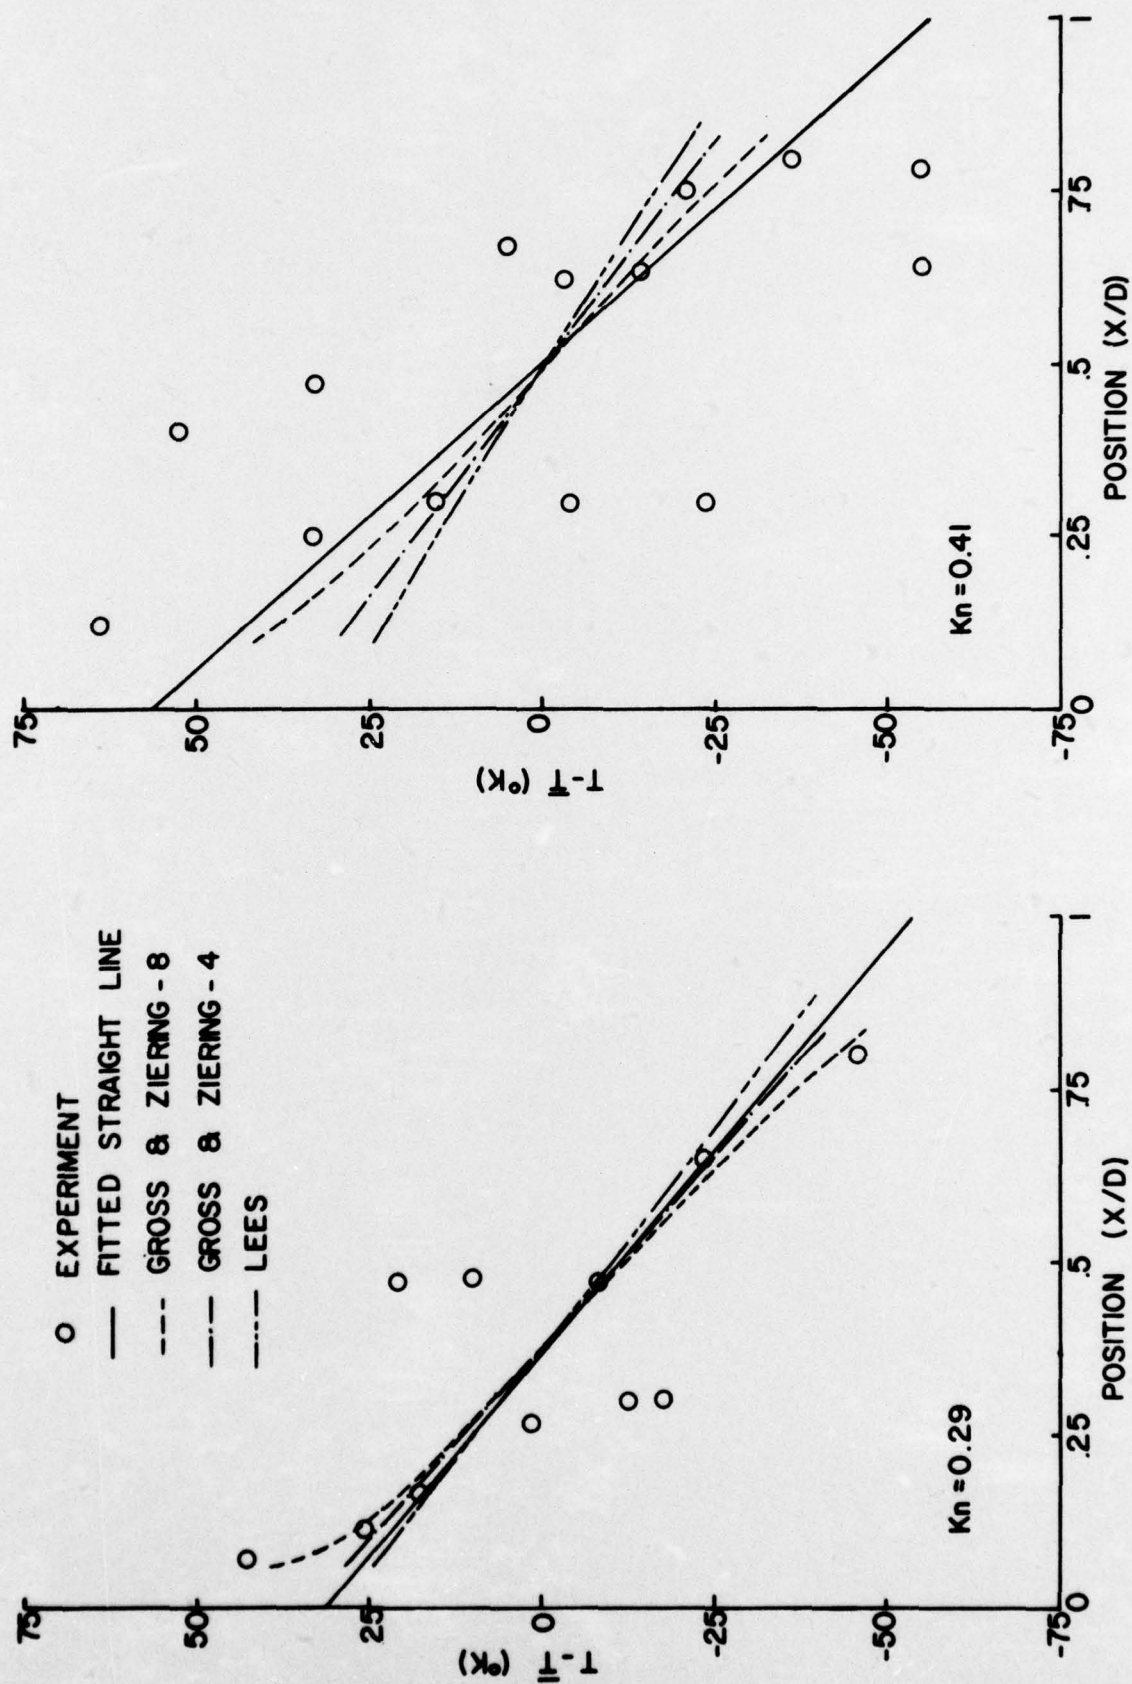 O EXPERIMENT
FITTED STRAIGHT LINE
GROSS & ZIERING - 8
GROSS & ZIERING - 4
LEES
75
50
25
0
-25
-50
-75
T-T̅ (°K)
Kn = 0.29
0
.25
.5
.75
1
POSITION (X/D)
75
50
25
0
-25
-50
-75
T-T̅ (°K)
Kn = 0.41
0
.25
.5
.75
1
POSITION (X/D)